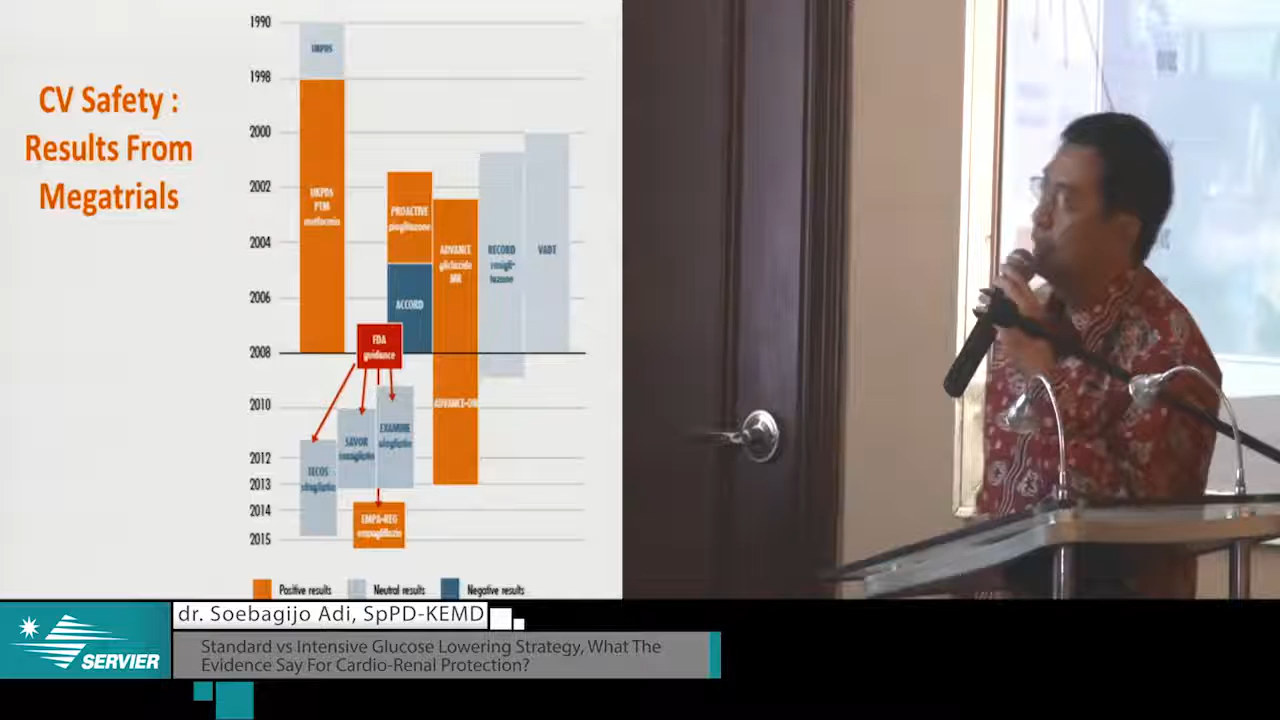 CV Safety :
Results From
Megatrials
1990
1998
2000
2002
2004
2006
2008
2010
2012
2013
2014
2015
UKPDS
UKPDS
PTM
metformin
PROACTIVE
pioglitazone
ACCORD
ADVANCE
gliclazide
MR
ADVANCE-ON
RECORD
rosigli-
tazone
VADT
FDA
guidance
TECOS
sitagliptin
SAVOR
EXAMINE
alogliptin
EMPA-REG
empagliflozin
Positive results
Neutral results
Negative results
SERVIER
dr. Soebagijo Adi, SpPD-KEMD
Standard vs Intensive Glucose Lowering Strategy, What The
Evidence Say For Cardio-Renal Protection?